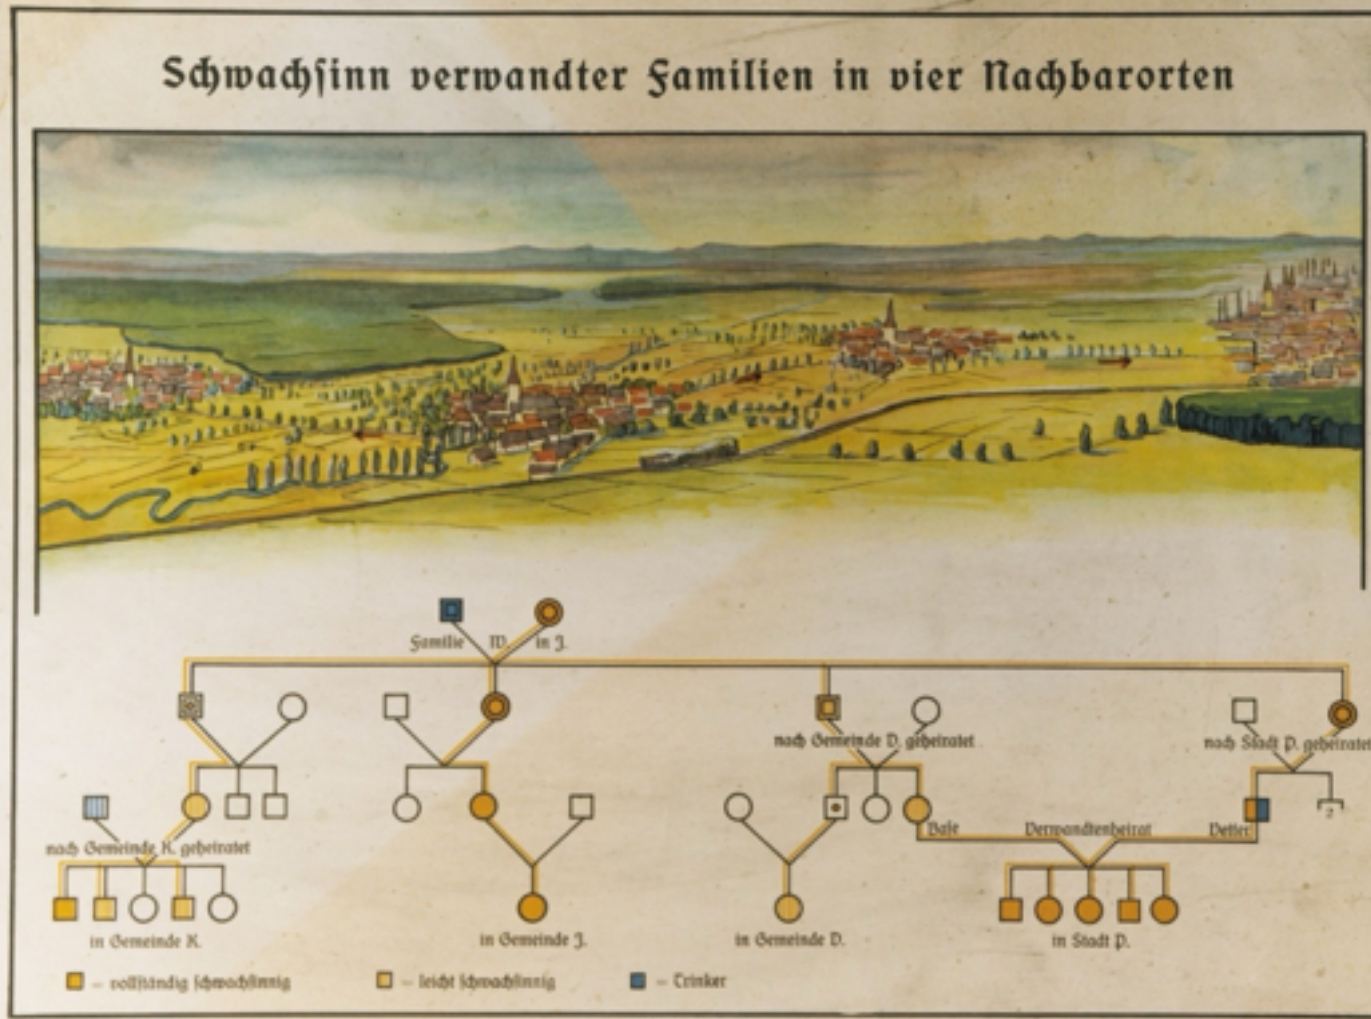 Schwachsinn verwandter Familien in vier Nachbarorten
Familie W. in J.
nach Gemeinde D. geheiratet
nach Stadt P. geheiratet
Base Verwandtenheirat Vetter
2
nach Gemeinde K. geheiratet
in Gemeinde K.
in Gemeinde J.
in Gemeinde D.
in Stadt P.
= vollständig schwachsinnig
= leicht schwachsinnig
= Trinker